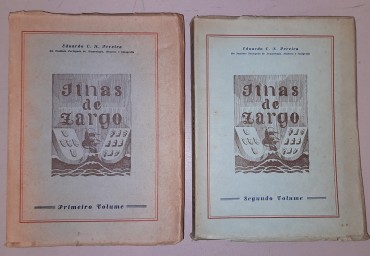 Eduardo C. N. Pereira
Ilhas
de
Zargo
Primeiro Volume
Eduardo C. N. Pereira
Ilhas
de
Zargo
Segundo Volume